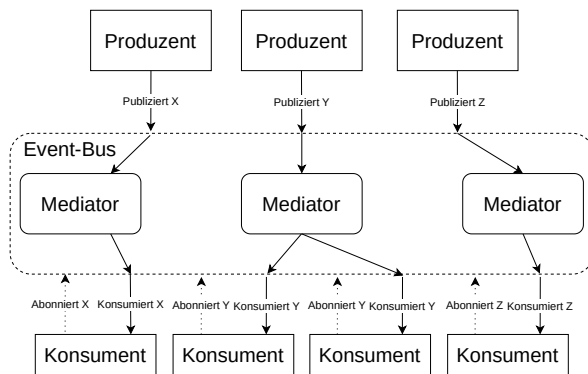 Produzent Produzent Produzent
Publiziert X Publiziert Y Publiziert Z
Event-Bus
Mediator Mediator Mediator
Abonniert X Konsumiert X Abonniert Y Konsumiert Y Abonniert Y Konsumiert Y Abonniert Z Konsumiert Z
Konsument Konsument Konsument Konsument